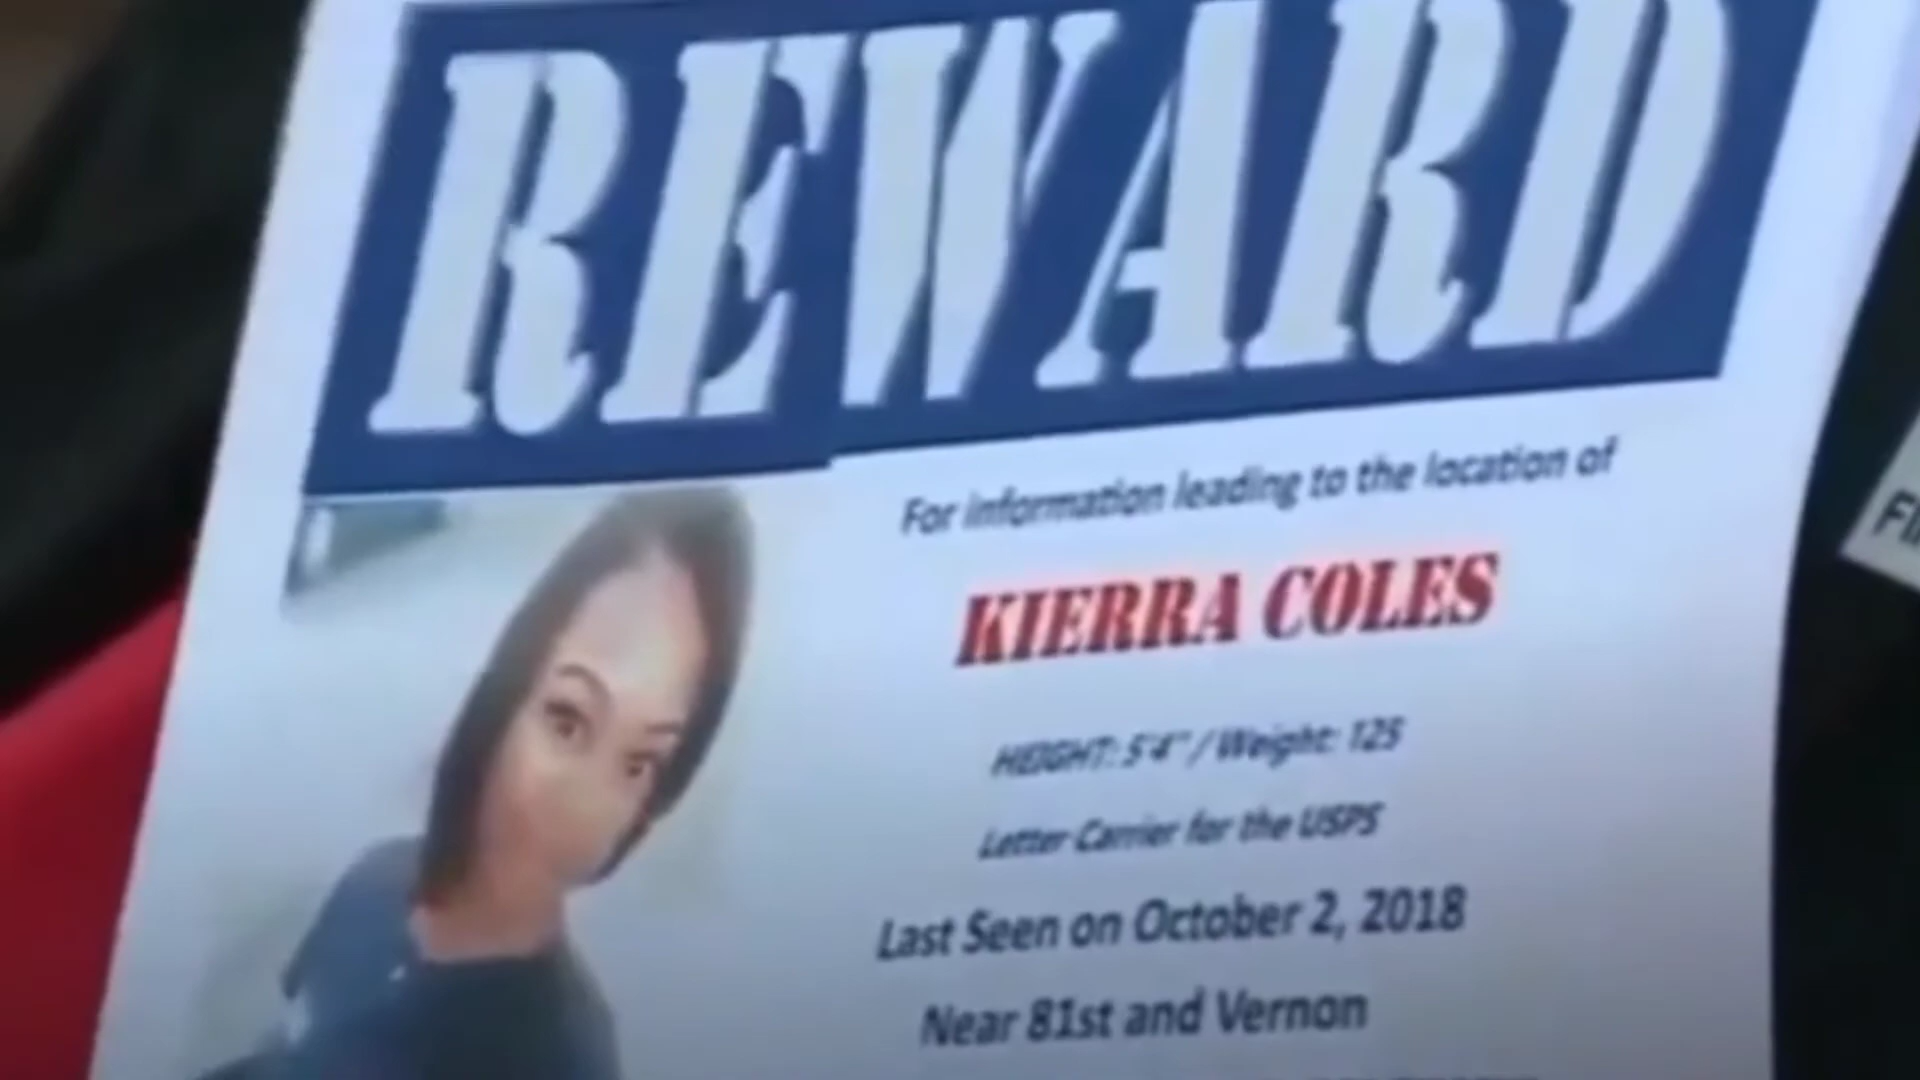 REWARD
For information leading to the location of
KIERRA COLES
HEIGHT: 5'4" / Weight: 125
Letter Carrier for the USPS
Last Seen on October 2, 2018
Near 81st and Vernon